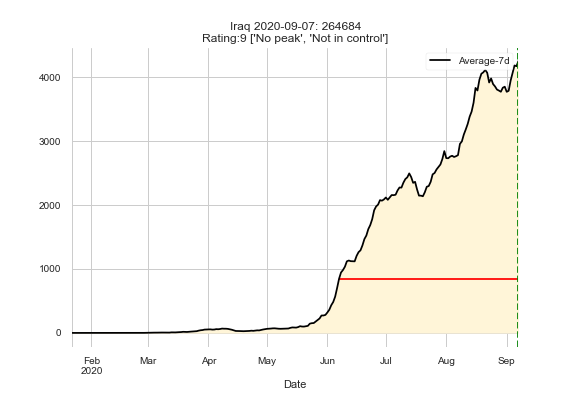 Iraq 2020-09-07: 264684
Rating:9 ['No peak', 'Not in control']
Average-7d
4000
3000
2000
1000
0
Feb Mar Apr May Jun Jul Aug Sep
2020
Date